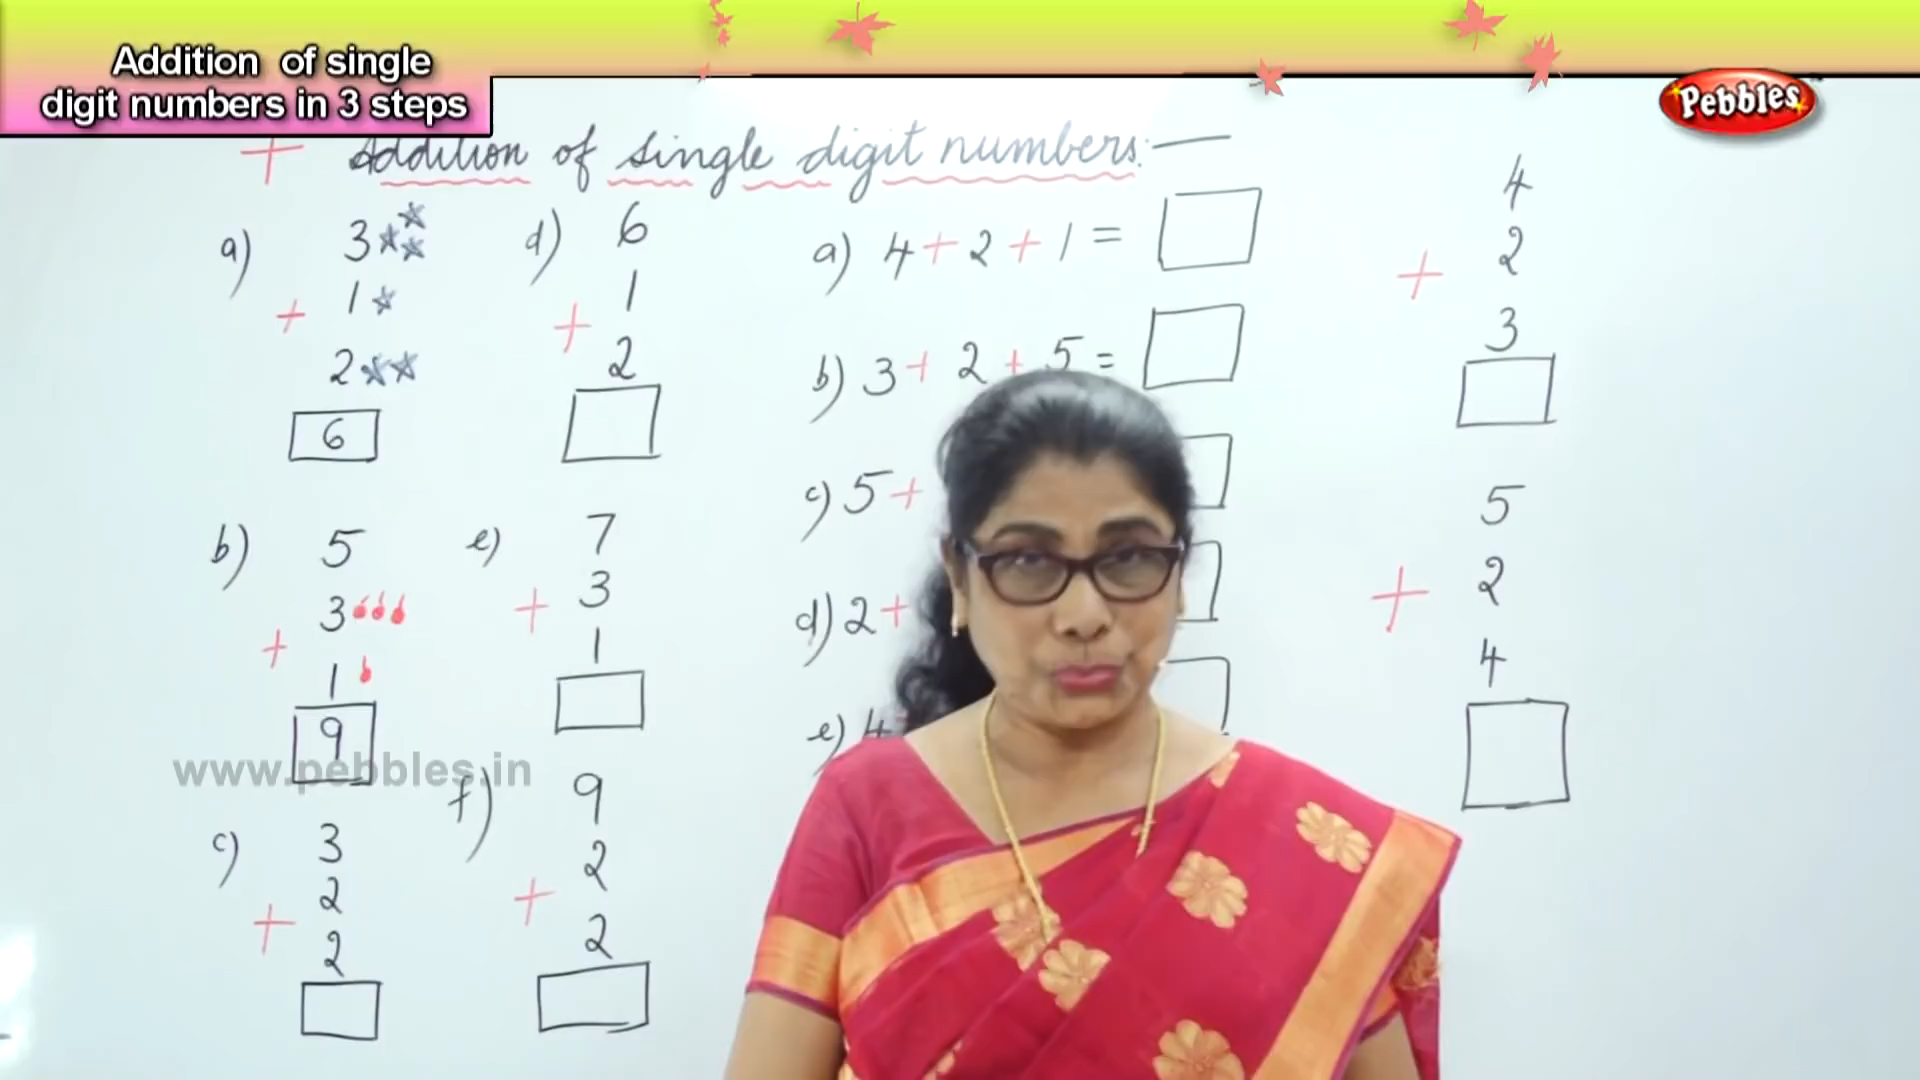 Addition of single
digit numbers in 3 steps
Pebbles
+ Addition of single digit numbers:—
a) 3
+ 1
2
6
b) 5
3
+
1
9
c) 3
2
+
2
d) 6
1
+
2
e) 7
+ 3
1
f) 9
2
+
2
a) 4 + 2 + 1 =
b) 3 + 2 + 5 =
c) 5 +
d) 2 +
e) 4
4
2
+
3
5
+ 2
4
www.pebbles.in